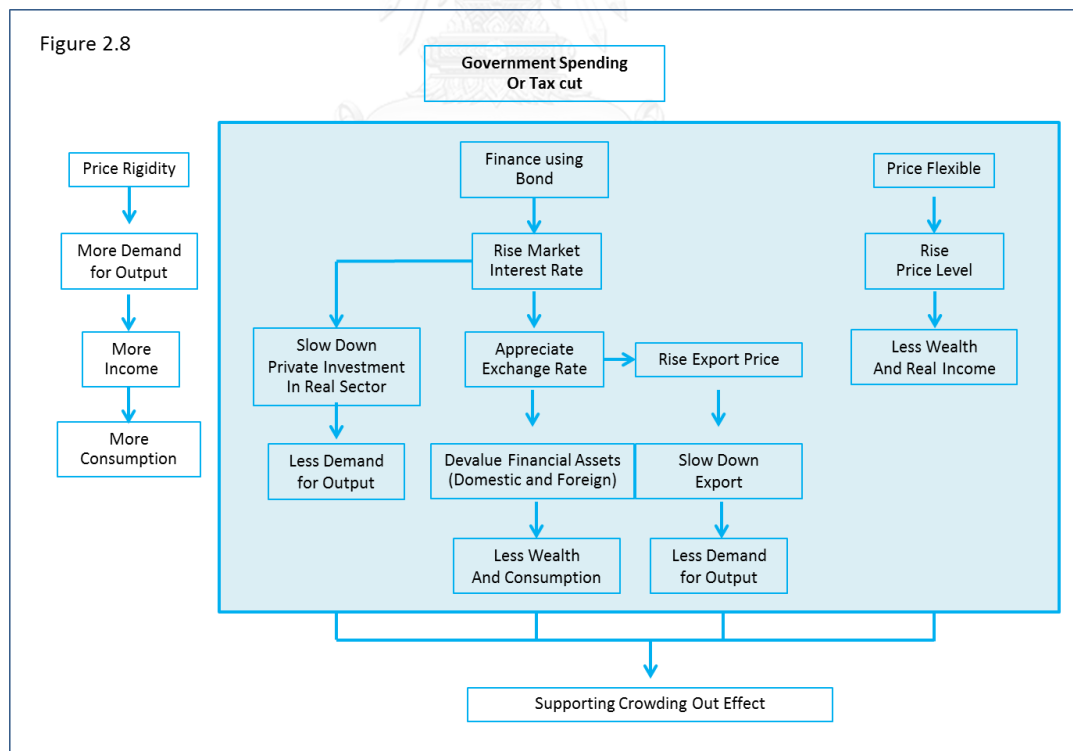 Figure 2.8
Government Spending
Or Tax cut
Price Rigidity
More Demand
for Output
More
Income
More
Consumption
Finance using
Bond
Rise Market
Interest Rate
Slow Down
Private Investment
In Real Sector
Less Demand
for Output
Appreciate
Exchange Rate
Rise Export Price
Devalue Financial Assets
(Domestic and Foreign)
Slow Down
Export
Less Wealth
And Consumption
Less Demand
for Output
Price Flexible
Rise
Price Level
Less Wealth
And Real Income
Supporting Crowding Out Effect